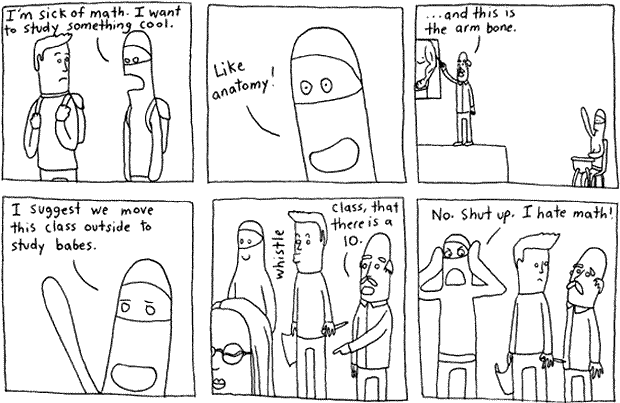 I'm sick of math. I want
to study something cool.
Like
anatomy!
...and this is
the arm bone.
I suggest we move
this class outside to
study babes.
whistle
Class, that
there is a
10.
No. Shut up. I hate math!